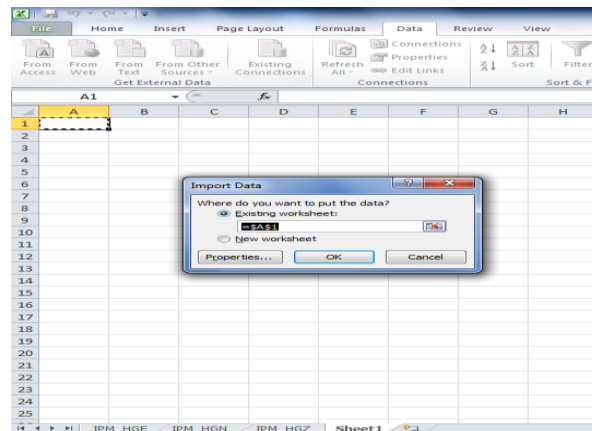 File Home Insert Page Layout Formulas Data Review View
From Access From Web From Text From Other Sources Existing Connections Refresh All Connections Properties Edit Links Sort Filter
Get External Data Connections Sort & F
A1 fx
A B C D E F G H
1
2
3
4
5
6
7
8
9
10
11
12
13
14
15
16
17
18
19
20
21
22
23
24
25
Import Data
Where do you want to put the data?
Existing worksheet:
=$A$1
New worksheet
Properties... OK Cancel
IPM_HGE IPM_HGN IPM_HGZ Sheet1